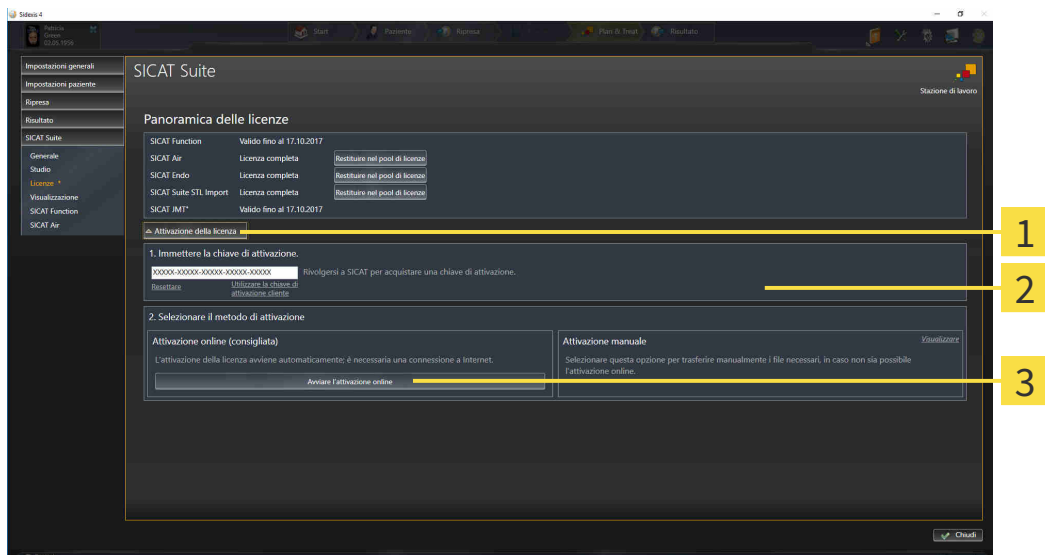 Sidexis 4
Patricia
Green
03.05.1956
Start
Paziente
Ripresa
Plan & Treat
Risultato
Impostazioni generali
Impostazioni paziente
Ripresa
Risultato
SICAT Suite
Generale
Studio
Licenze *
Visualizzazione
SICAT Function
SICAT Air
SICAT Suite
Stazione di lavoro
Panoramica delle licenze
SICAT Function Valido fino al 17.10.2017
SICAT Air Licenza completa Restituire nel pool di licenze
SICAT Endo Licenza completa Restituire nel pool di licenze
SICAT Suite STL Import Licenza completa Restituire nel pool di licenze
SICAT JMT+ Valido fino al 17.10.2017
Attivazione della licenza
1. Immettere la chiave di attivazione.
XXXXX-XXXXX-XXXXX-XXXXX-XXXXX Rivolgersi a SICAT per acquistare una chiave di attivazione.
Resettare Utilizzare la chiave di
attivazione cliente
2. Selezionare il metodo di attivazione
Attivazione online (consigliata)
L'attivazione della licenza avviene automaticamente; è necessaria una connessione a Internet.
Avviare l'attivazione online
Attivazione manuale Visualizzare
Selezionare questa opzione per trasferire manualmente i file necessari, in caso non sia possibile
l'attivazione online.
Chiudi
1
2
3